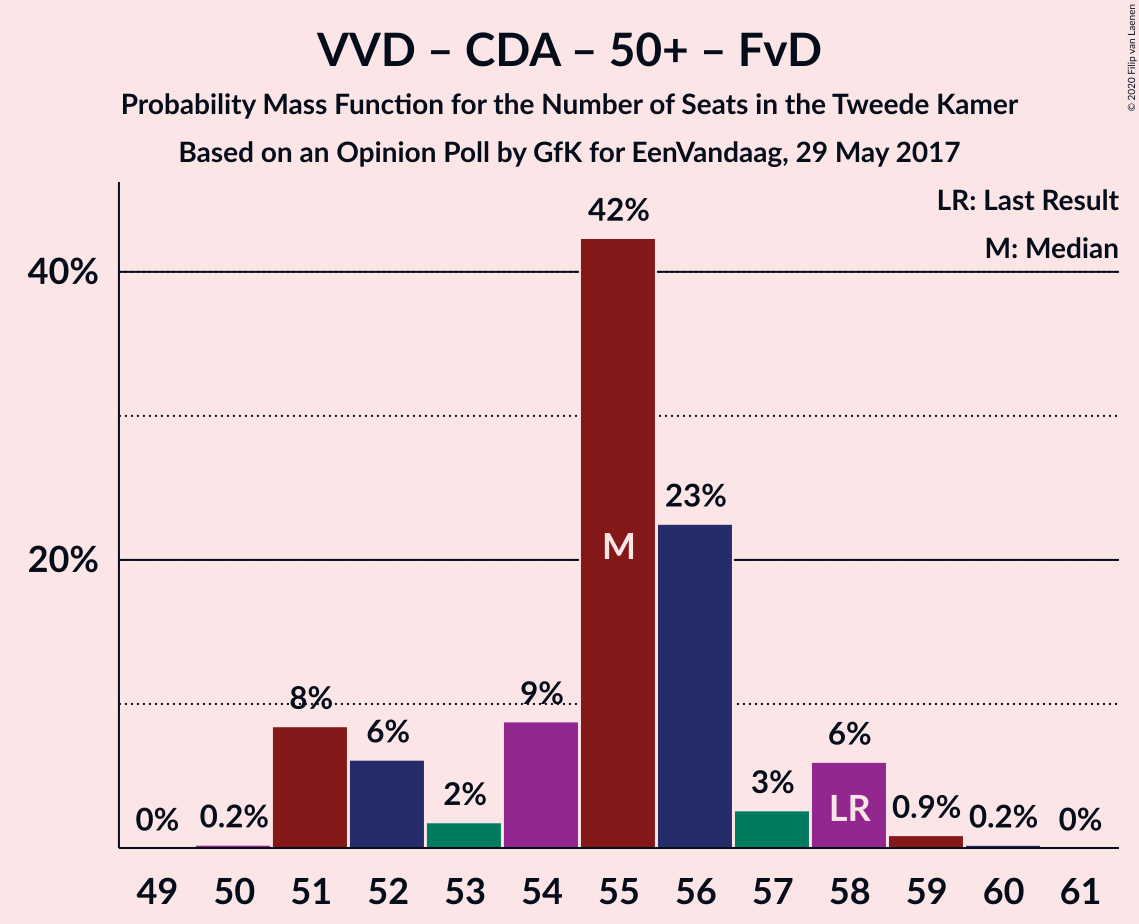 VVD – CDA – 50+ – FvD
Probability Mass Function for the Number of Seats in the Tweede Kamer
Based on an Opinion Poll by GfK for EenVandaag, 29 May 2017
© 2020 Filip van Laenen
LR: Last Result
M: Median
40%
20%
0%
0.2%
8%
6%
2%
9%
42%
M
23%
3%
6%
LR
0.9%
0.2%
0%
49 50 51 52 53 54 55 56 57 58 59 60 61